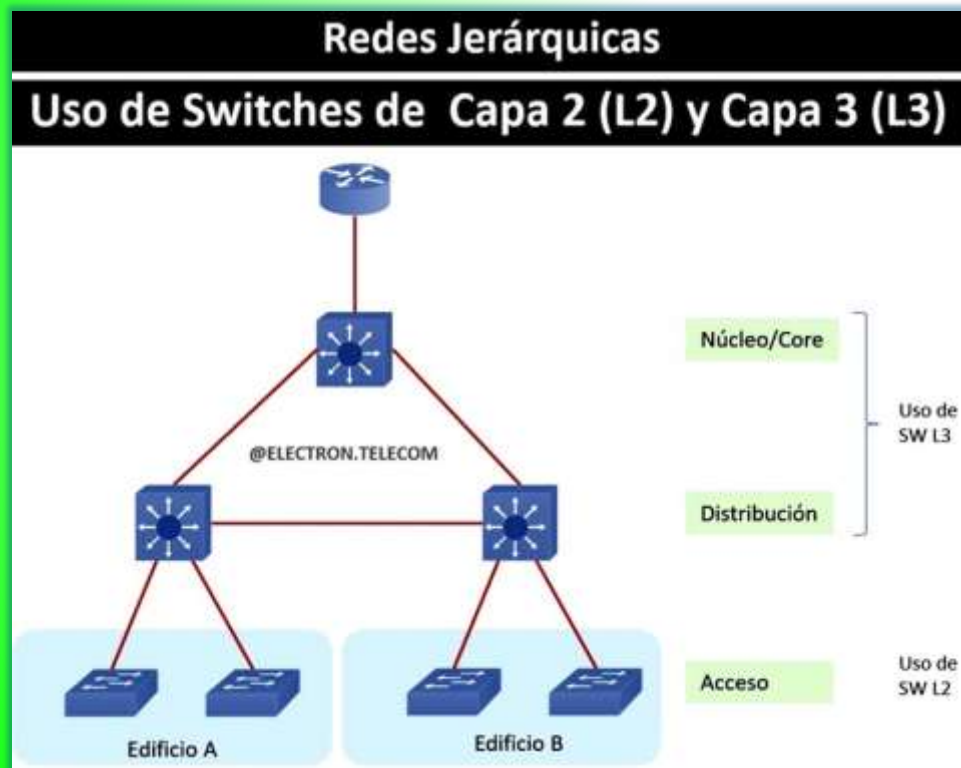 Redes Jerárquicas
Uso de Switches de Capa 2 (L2) y Capa 3 (L3)
Núcleo/Core
Uso de
SW L3
@ELECTRON.TELECOM
Distribución
Acceso
Uso de
SW L2
Edificio A
Edificio B